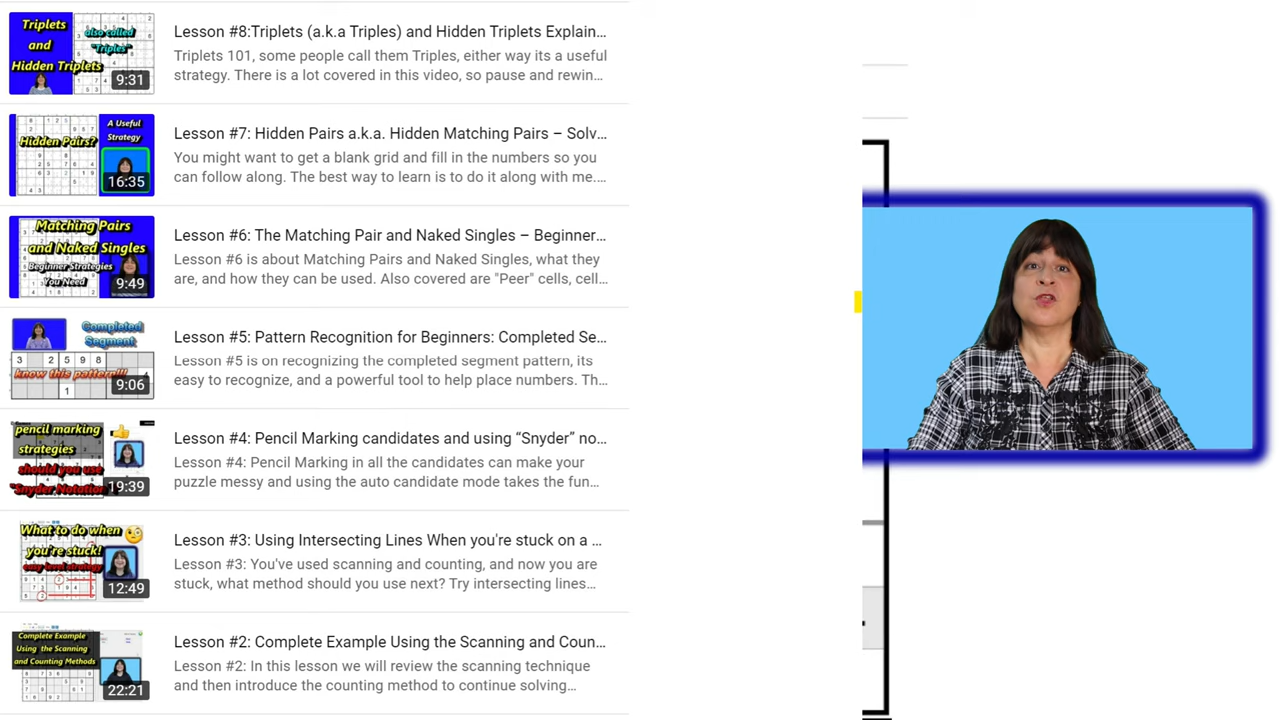 Triplets
and
Hidden Triplets
also called
"Triples"
9:31
Lesson #8:Triplets (a.k.a Triples) and Hidden Triplets Explain...
Triplets 101, some people call them Triples, either way its a useful
strategy. There is a lot covered in this video, so pause and rewin...
Hidden Pairs?
A Useful
Strategy
16:35
Lesson #7: Hidden Pairs a.k.a. Hidden Matching Pairs – Solv...
You might want to get a blank grid and fill in the numbers so you
can follow along. The best way to learn is to do it along with me....
Matching Pairs
and Naked Singles
Beginner Strategies
You Need
9:49
Lesson #6: The Matching Pair and Naked Singles – Beginner...
Lesson #6 is about Matching Pairs and Naked Singles, what they
are, and how they can be used. Also covered are "Peer" cells, cell...
Completed
Segment
3 2 5 9 8
know this pattern!!!
1
9:06
Lesson #5: Pattern Recognition for Beginners: Completed Se...
Lesson #5 is on recognizing the completed segment pattern, its
easy to recognize, and a powerful tool to help place numbers. Th...
pencil marking
strategies
should you use
"Snyder Notation"
19:39
Lesson #4: Pencil Marking candidates and using “Snyder” no...
Lesson #4: Pencil Marking in all the candidates can make your
puzzle messy and using the auto candidate mode takes the fun...
What to do when
you're stuck!
easy level strategy
12:49
Lesson #3: Using Intersecting Lines When you're stuck on a ...
Lesson #3: You've used scanning and counting, and now you are
stuck, what method should you use next? Try intersecting lines...
Complete Example
Using the Scanning
and Counting Methods
22:21
Lesson #2: Complete Example Using the Scanning and Coun...
Lesson #2: In this lesson we will review the scanning technique
and then introduce the counting method to continue solving...